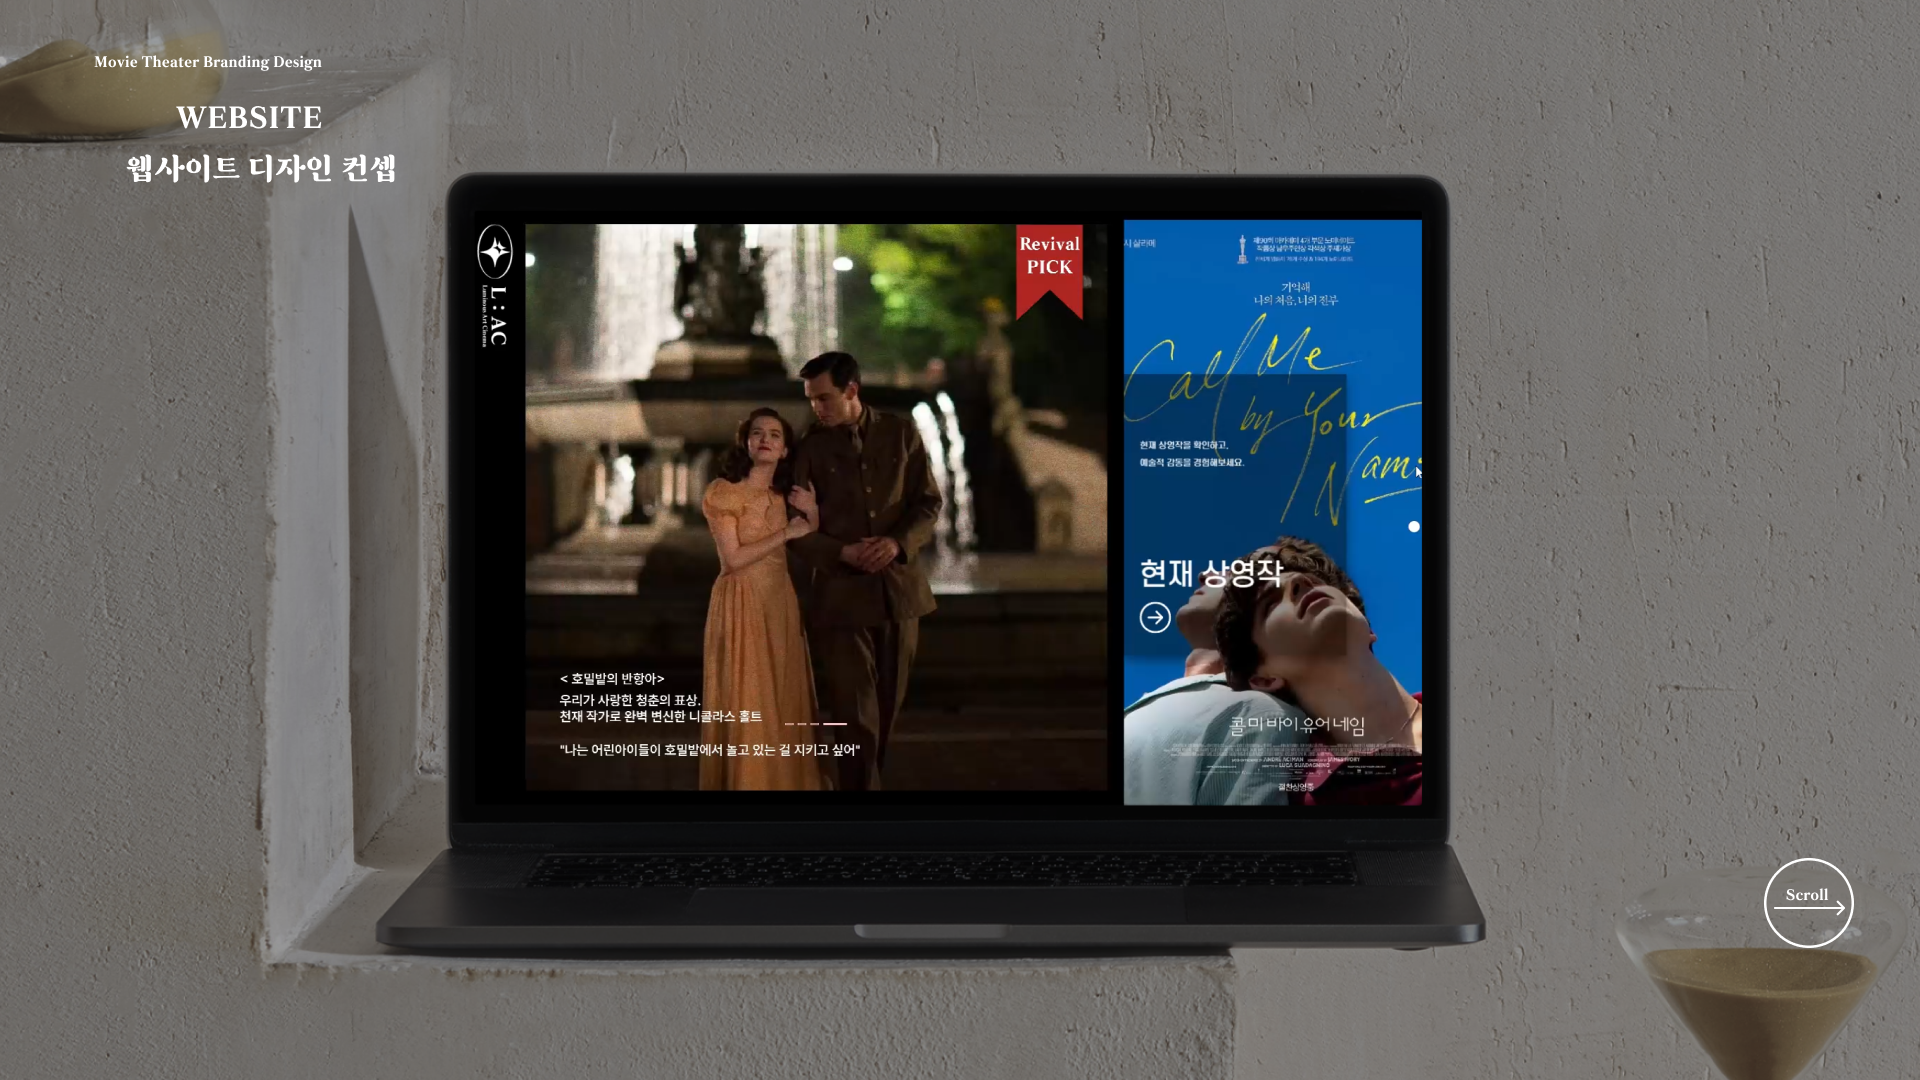 Movie Theater Branding Design
WEBSITE
웹사이트 디자인 컨셉
L : AC
Luminous Art Cinema
Revival
PICK
< 호밀밭의 반항아>
우리가 사랑한 청춘의 표상.
천재 작가로 완벽 변신한 니콜라스 홀트
"나는 어린아이들이 호밀밭에서 놀고 있는 걸 지키고 싶어"
기억해
나의 처음, 너의 전부
Call Me
by Your
Name
현재 상영작을 확인하고.
예술적 감동을 경험해보세요.
현재 상영작
콜 미 바이 유어 네임
절찬상영중
Scroll